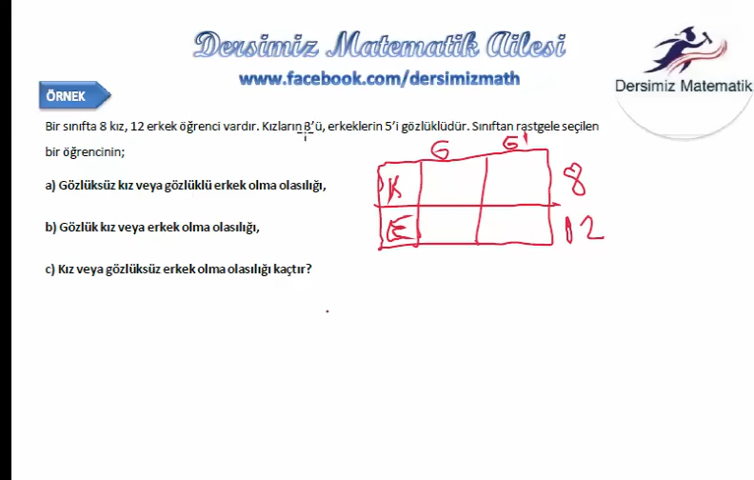 Dersimiz Matematik Ailesi
www.facebook.com/dersimizmath
Dersimiz Matematik
ÖRNEK
Bir sınıfta 8 kız, 12 erkek öğrenci vardır. Kızların 3'ü, erkeklerin 5'i gözlüklüdür. Sınıftan rastgele seçilen
bir öğrencinin;
G G'
K 8
E 12
a) Gözlüksüz kız veya gözlüklü erkek olma olasılığı,
b) Gözlük kız veya erkek olma olasılığı,
c) Kız veya gözlüksüz erkek olma olasılığı kaçtır?